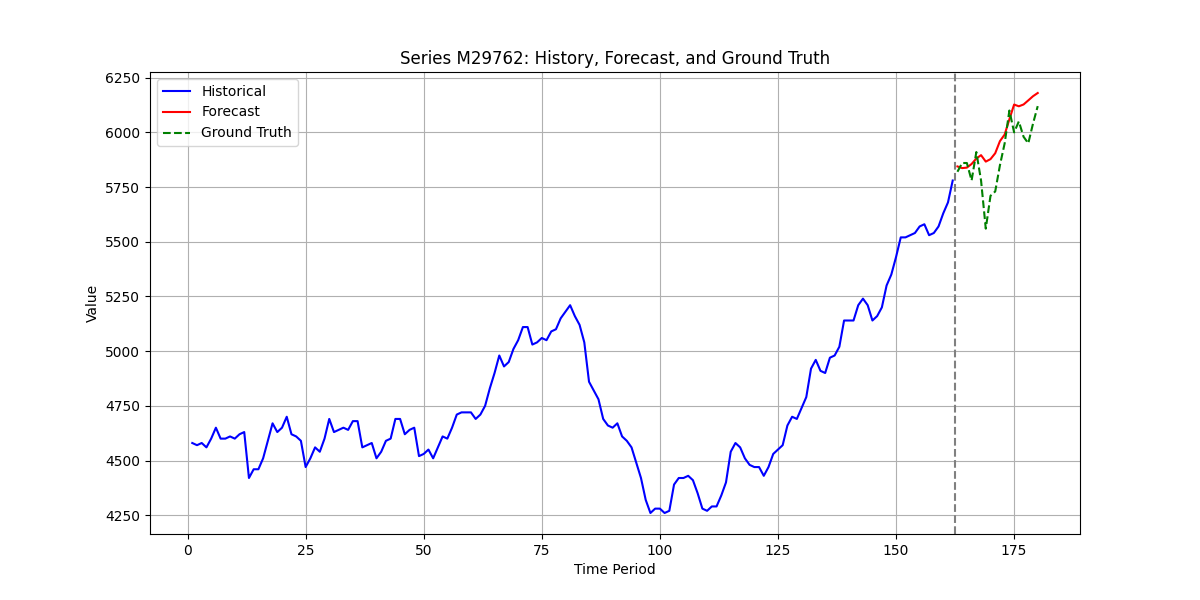 Series M29762: History, Forecast, and Ground Truth
Historical
Forecast
Ground Truth
6250
6000
5750
5500
5250
5000
4750
4500
4250
Value
0 25 50 75 100 125 150 175
Time Period